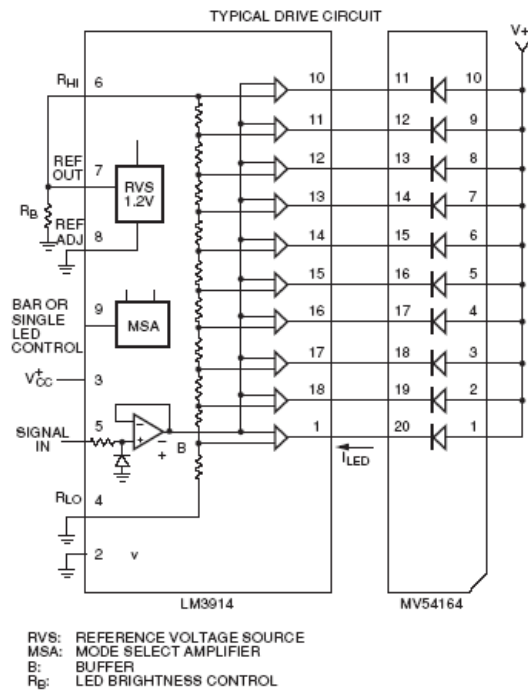 TYPICAL DRIVE CIRCUIT
V+
RHI 6 10 11 10
11 12 9
12 13 8
REF OUT 7
RVS 1.2V
13 14 7
RB
REF ADJ 8
14 15 6
15 16 5
BAR OR SINGLE LED CONTROL 9
MSA
16 17 4
17 18 3
V+CC 3
18 19 2
SIGNAL IN 5
− + B − +
1 20 1
ILED
RLO 4
2 v
LM3914 MV54164
RVS: REFERENCE VOLTAGE SOURCE
MSA: MODE SELECT AMPLIFIER
B: BUFFER
RB: LED BRIGHTNESS CONTROL